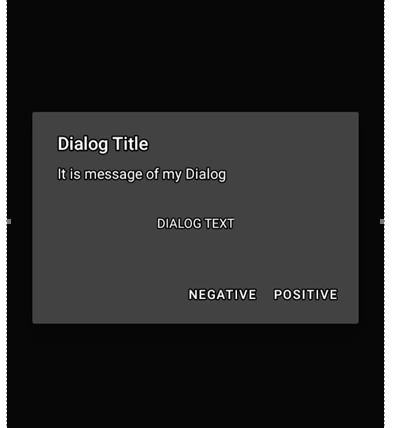 Dialog Title
It is message of my Dialog
DIALOG TEXT
NEGATIVE POSITIVE